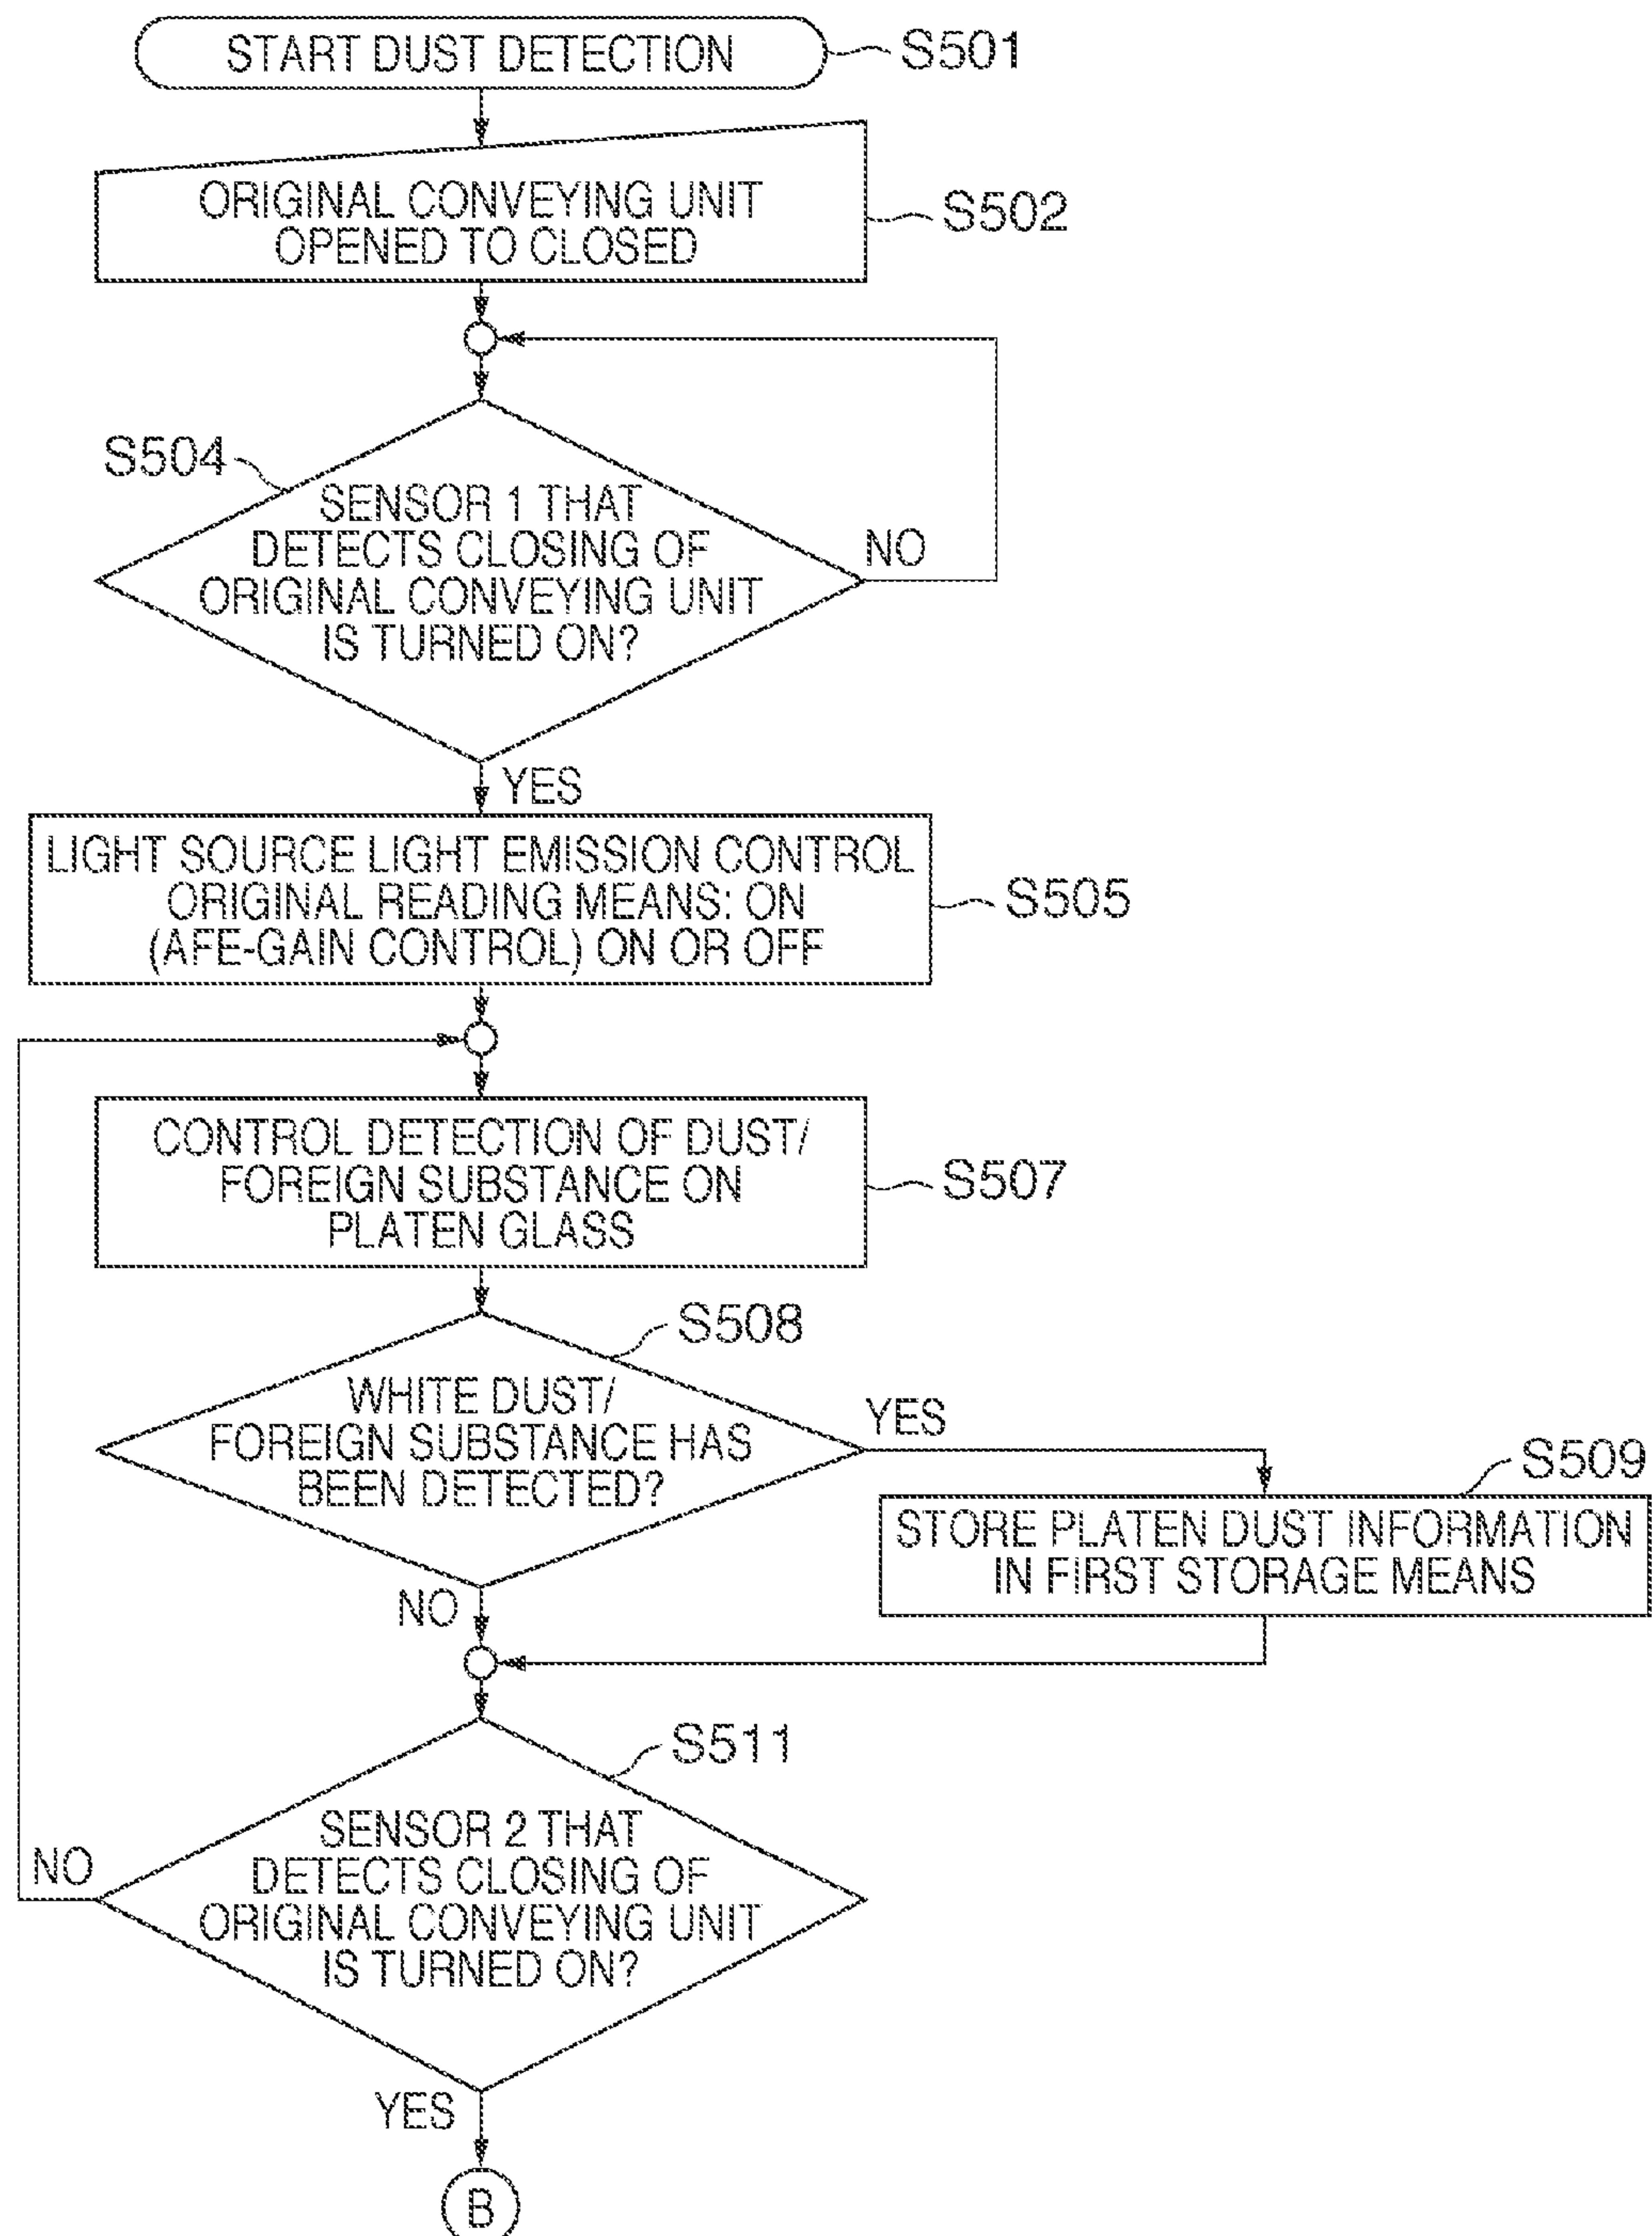 START DUST DETECTION
S501
ORIGINAL CONVEYING UNIT
OPENED TO CLOSED
S502
S504
SENSOR 1 THAT
DETECTS CLOSING OF
ORIGINAL CONVEYING UNIT
IS TURNED ON?
NO
YES
LIGHT SOURCE LIGHT EMISSION CONTROL
ORIGINAL READING MEANS: ON
(AFE-GAIN CONTROL) ON OR OFF
S505
CONTROL DETECTION OF DUST/
FOREIGN SUBSTANCE ON
PLATEN GLASS
S507
S508
WHITE DUST/
FOREIGN SUBSTANCE HAS
BEEN DETECTED?
YES
S509
STORE PLATEN DUST INFORMATION
IN FIRST STORAGE MEANS
NO
S511
SENSOR 2 THAT
DETECTS CLOSING OF
ORIGINAL CONVEYING UNIT
IS TURNED ON?
NO
YES
B